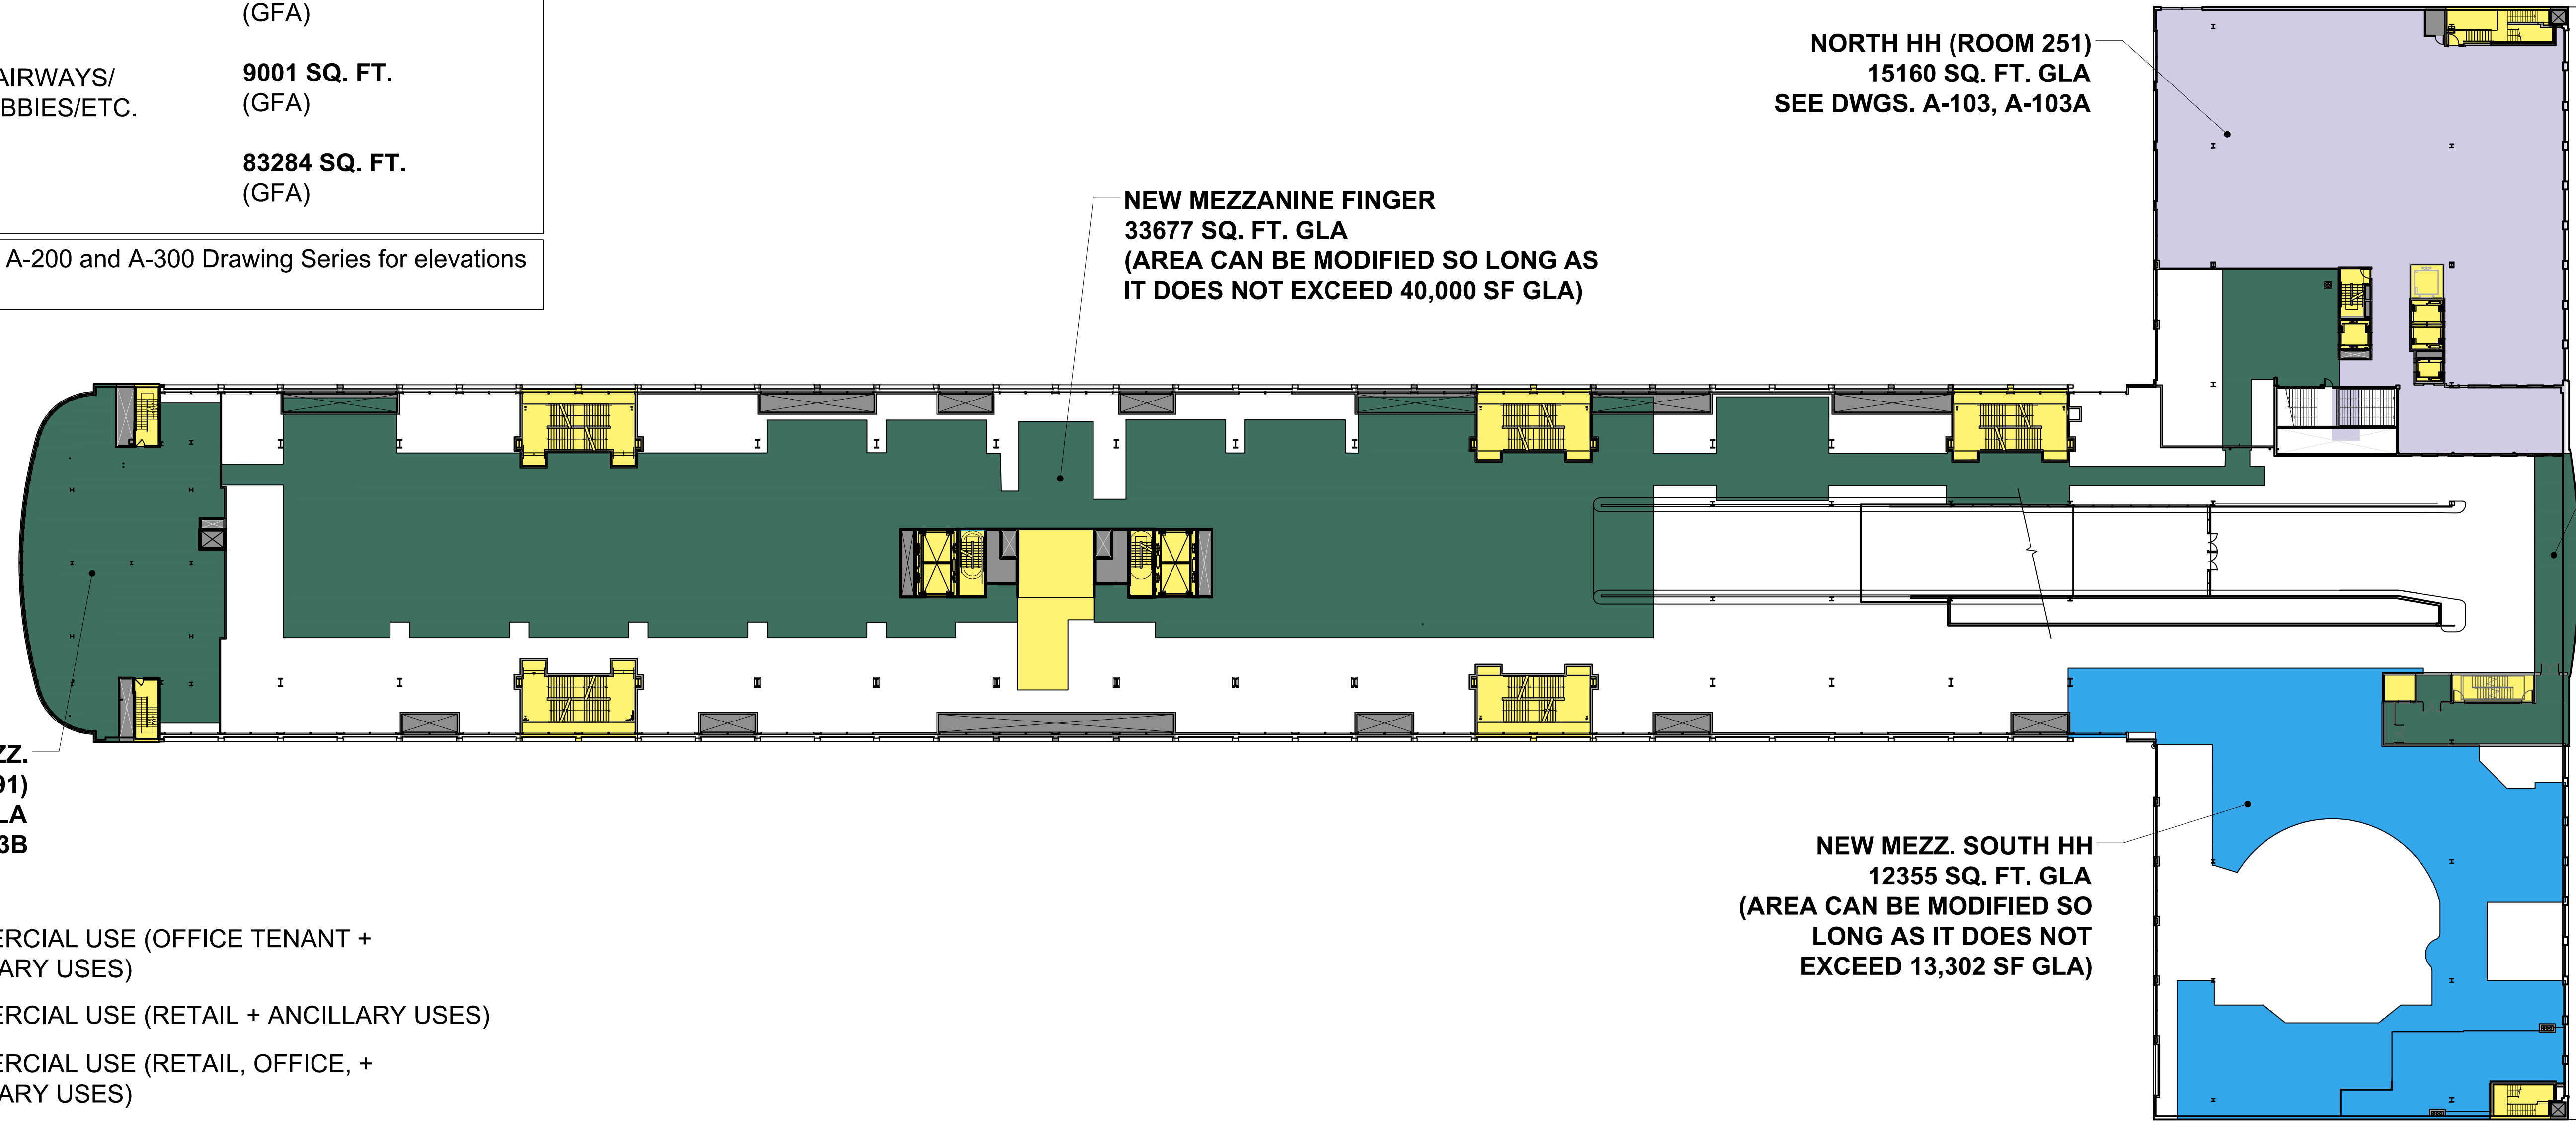 (GFA)
AIRWAYS/
BBIES/ETC.
9001 SQ. FT.
(GFA)
83284 SQ. FT.
(GFA)
A-200 and A-300 Drawing Series for elevations
NEW MEZZANINE FINGER
33677 SQ. FT. GLA
(AREA CAN BE MODIFIED SO LONG AS
IT DOES NOT EXCEED 40,000 SF GLA)
NORTH HH (ROOM 251)
15160 SQ. FT. GLA
SEE DWGS. A-103, A-103A
ZZ.
91)
LA
3B
NEW MEZZ. SOUTH HH
12355 SQ. FT. GLA
(AREA CAN BE MODIFIED SO
LONG AS IT DOES NOT
EXCEED 13,302 SF GLA)
ERCIAL USE (OFFICE TENANT +
ARY USES)
ERCIAL USE (RETAIL + ANCILLARY USES)
ERCIAL USE (RETAIL, OFFICE, +
ARY USES)